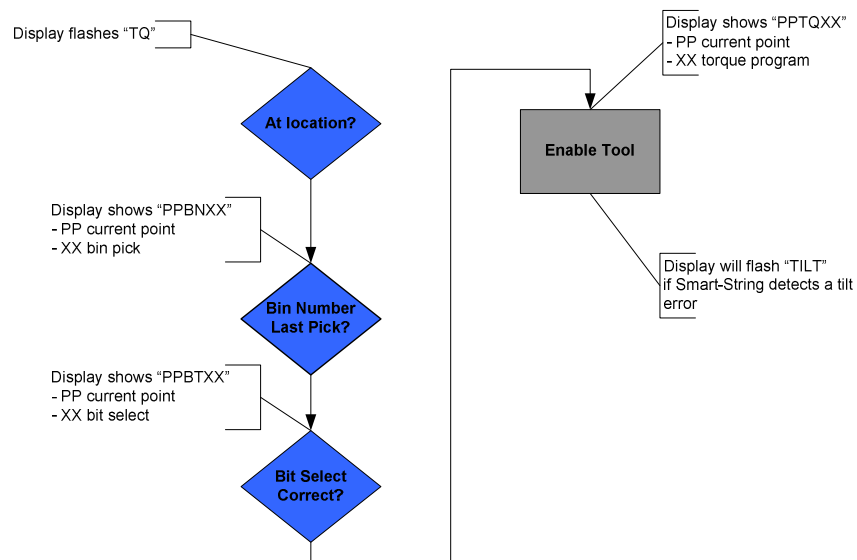 Display flashes “TQ”
At location?
Display shows “PPBNXX”
- PP current point
- XX bin pick
Bin Number
Last Pick?
Display shows “PPBTXX”
- PP current point
- XX bit select
Bit Select
Correct?
Display shows “PPTQXX”
- PP current point
- XX torque program
Enable Tool
Display will flash “TILT”
if Smart-String detects a tilt
error